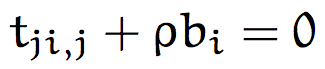 t_{ji,j} + ρb_i = 0